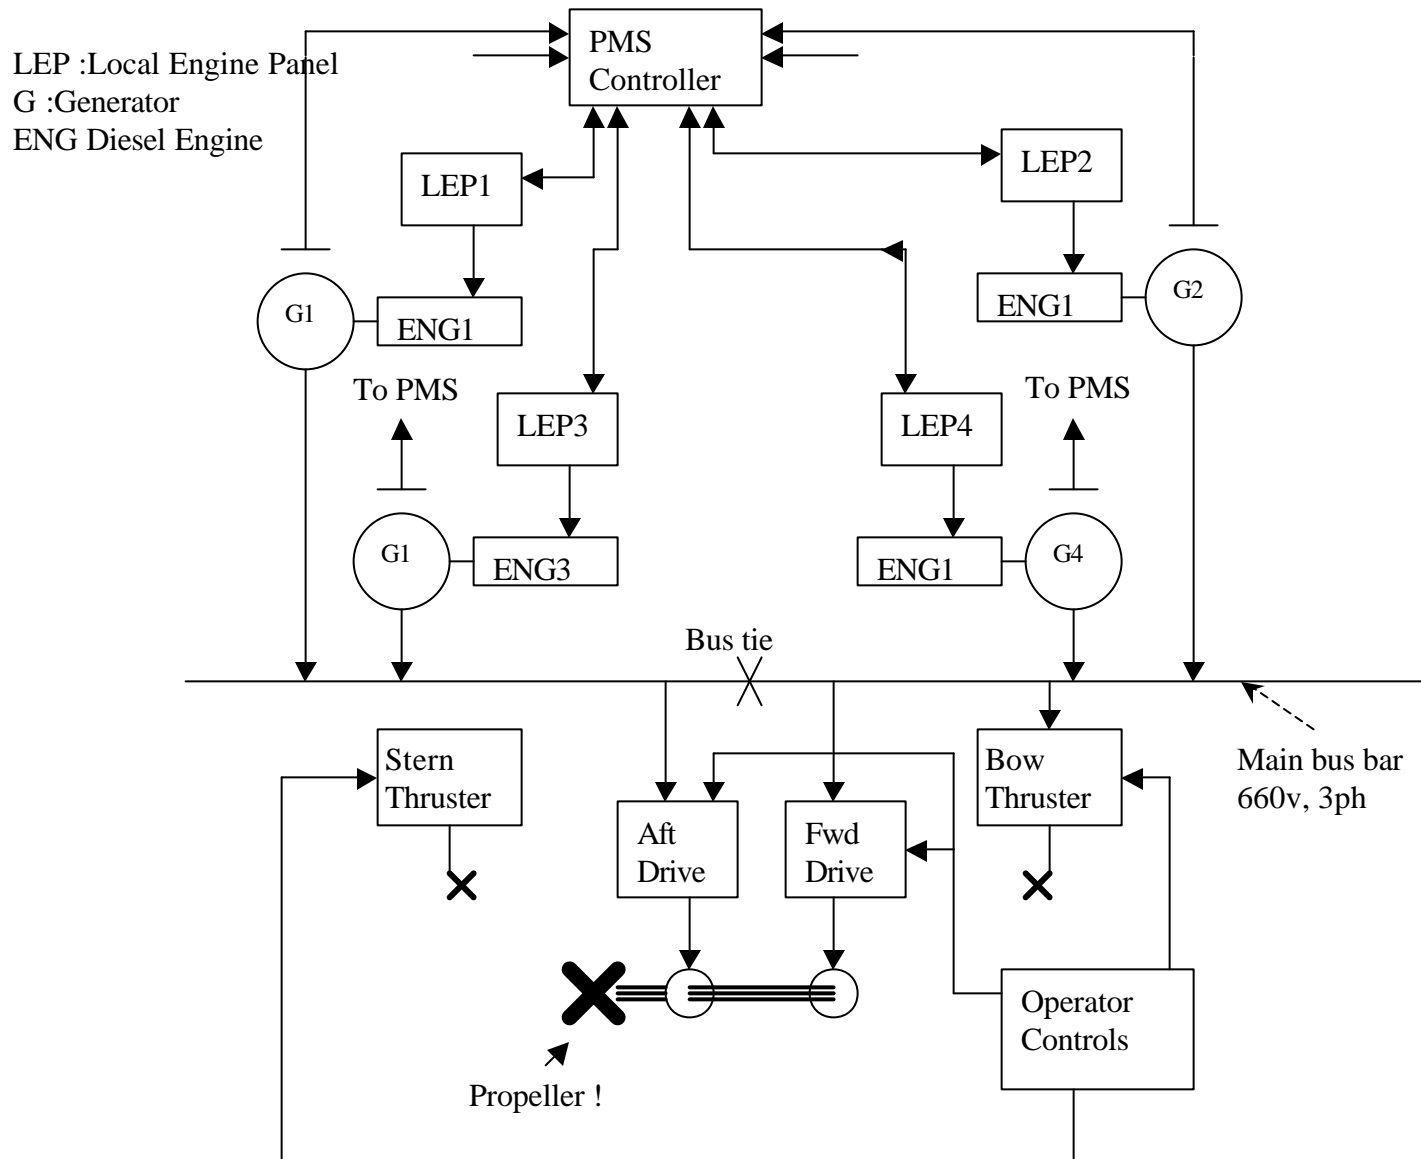 PMS
Controller
LEP :Local Engine Panel
G :Generator
ENG Diesel Engine
LEP1
LEP2
G1
ENG1
ENG1
G2
To PMS
To PMS
LEP3
LEP4
G1
ENG3
ENG1
G4
Bus tie
Stern
Thruster
Aft
Drive
Fwd
Drive
Bow
Thruster
Main bus bar
660v, 3ph
Operator
Controls
Propeller !